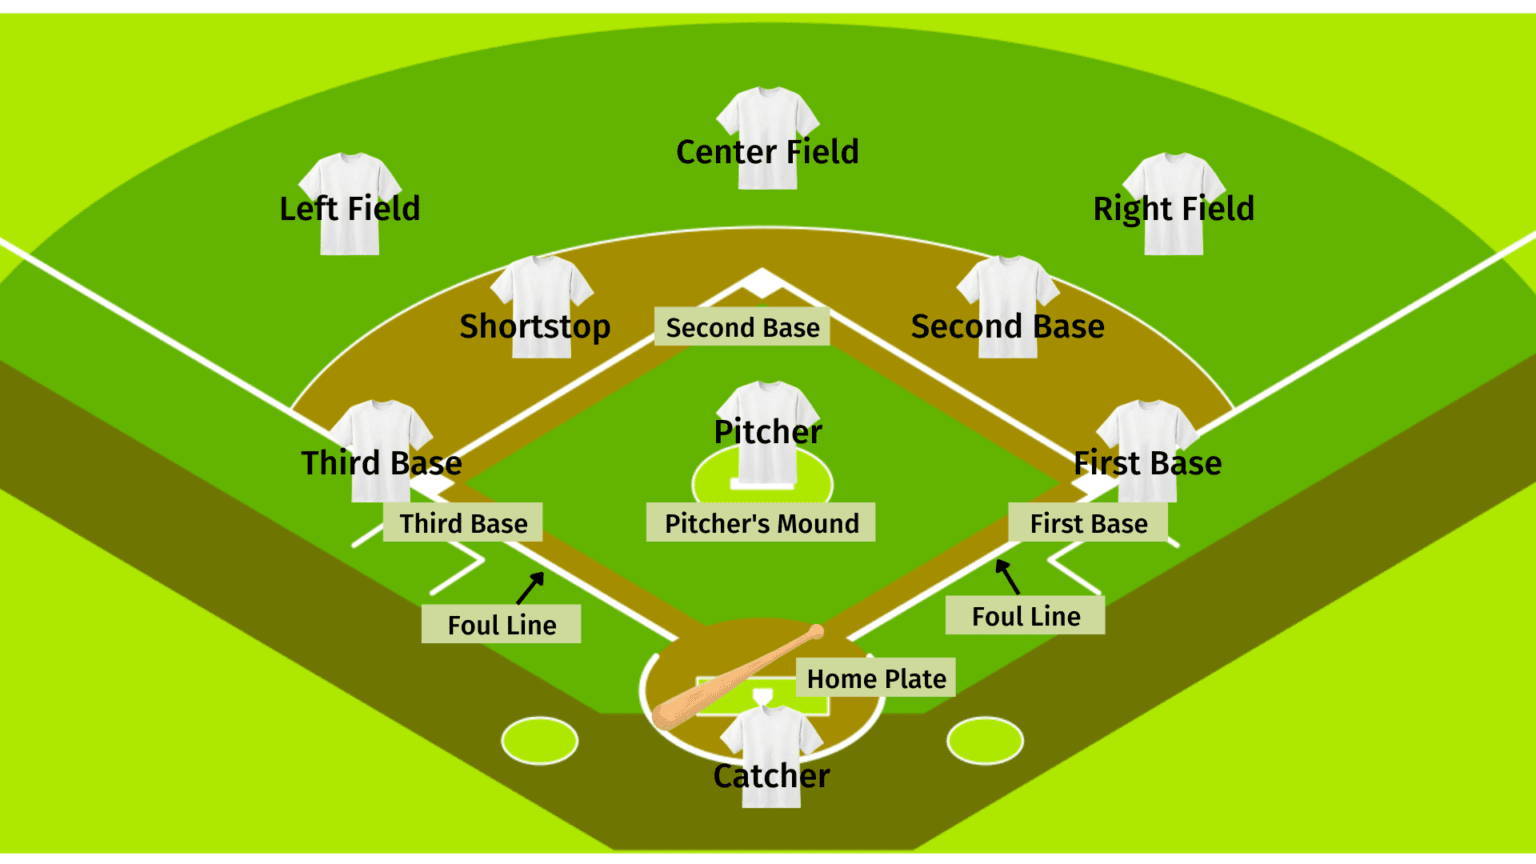 Center Field
Left Field
Right Field
Shortstop
Second Base
Second Base
Pitcher
Third Base
First Base
Third Base
Pitcher's Mound
First Base
Foul Line
Foul Line
Home Plate
Catcher